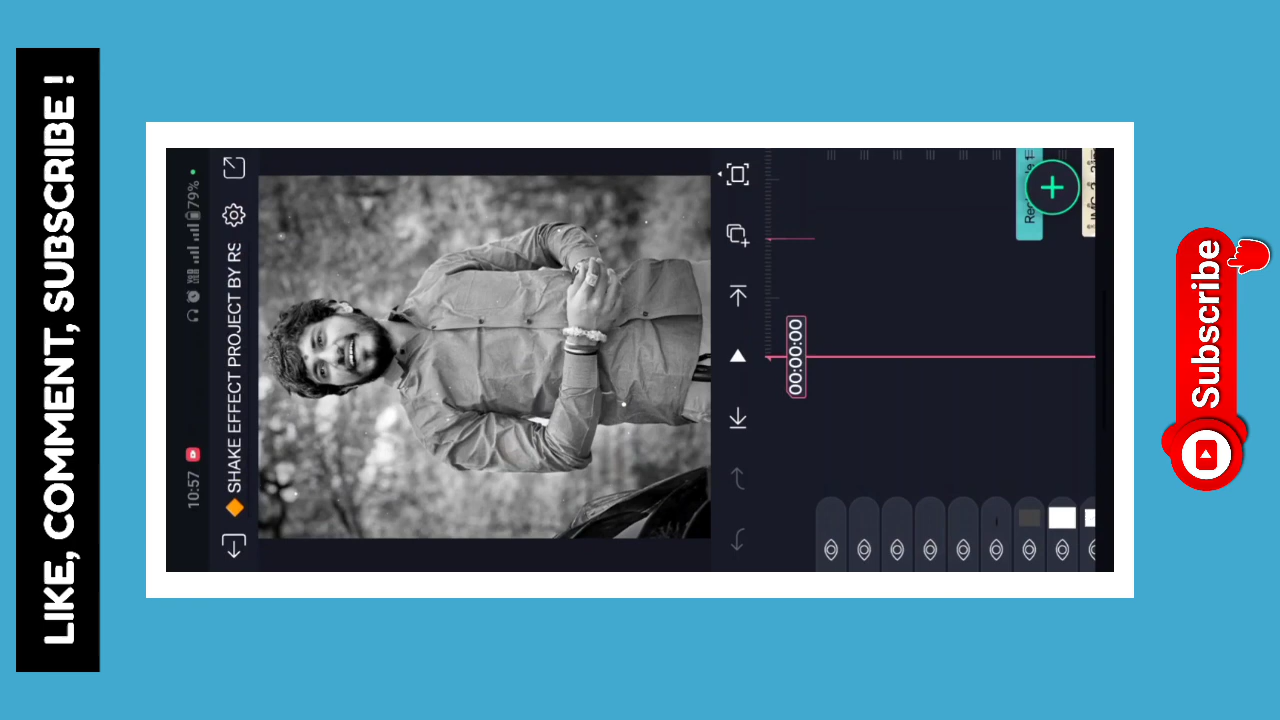 LIKE, COMMENT, SUBSCRIBE !
10:57
79%
SHAKE EFFECT PROJECT BY RS
00:00:00
Subscribe